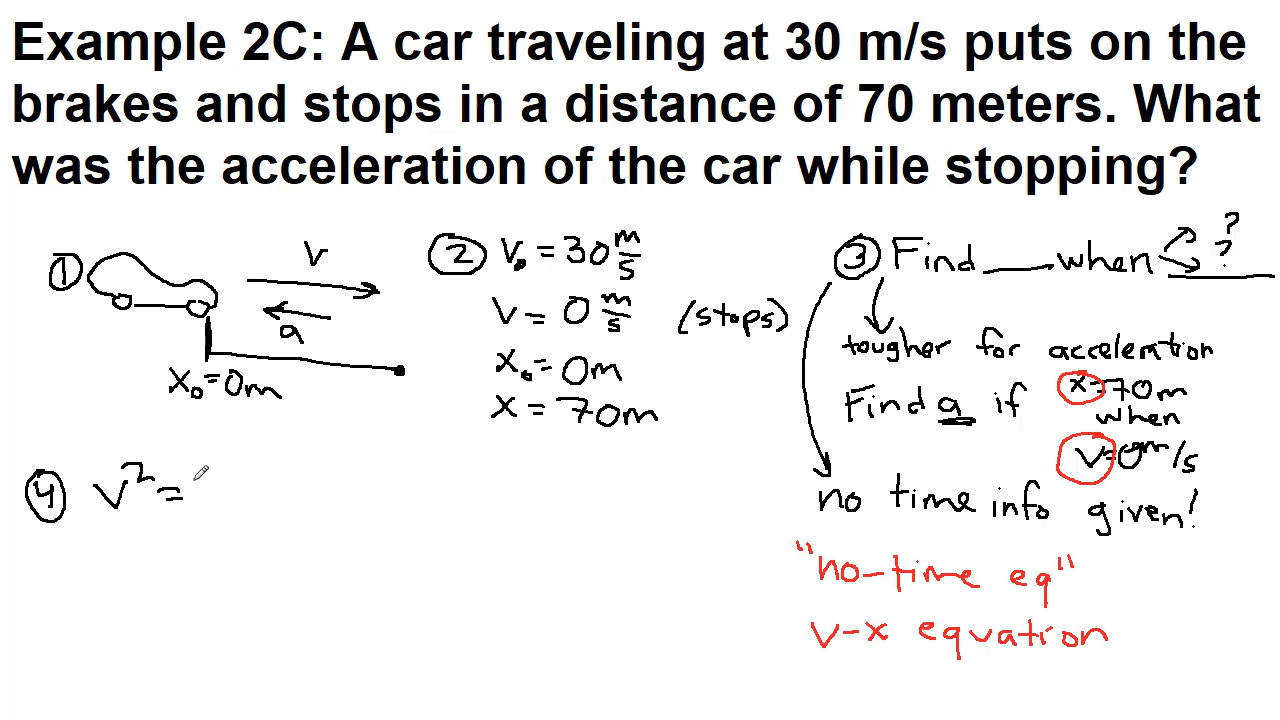 Example 2C: A car traveling at 30 m/s puts on the
brakes and stops in a distance of 70 meters. What
was the acceleration of the car while stopping?
① v
a
x₀ = 0m
② v₀ = 30 m/s
v = 0 m/s (stops)
x₀ = 0m
x = 70m
③ Find ___ when ? ?
tougher for acceleration
Find a if x=70m
when
v=0m/s
no time info given!
"no-time eq"
v-x equation
④ v² =